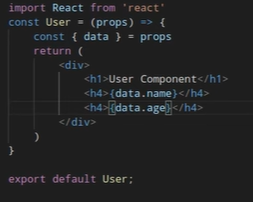 import React from 'react'
const User = (props) => {
    const { data } = props
    return (
        <div>
            <h1>User Component</h1>
            <h4>{data.name}</h4>
            <h4>{data.age}</h4>
        </div>
    )
}
export default User;